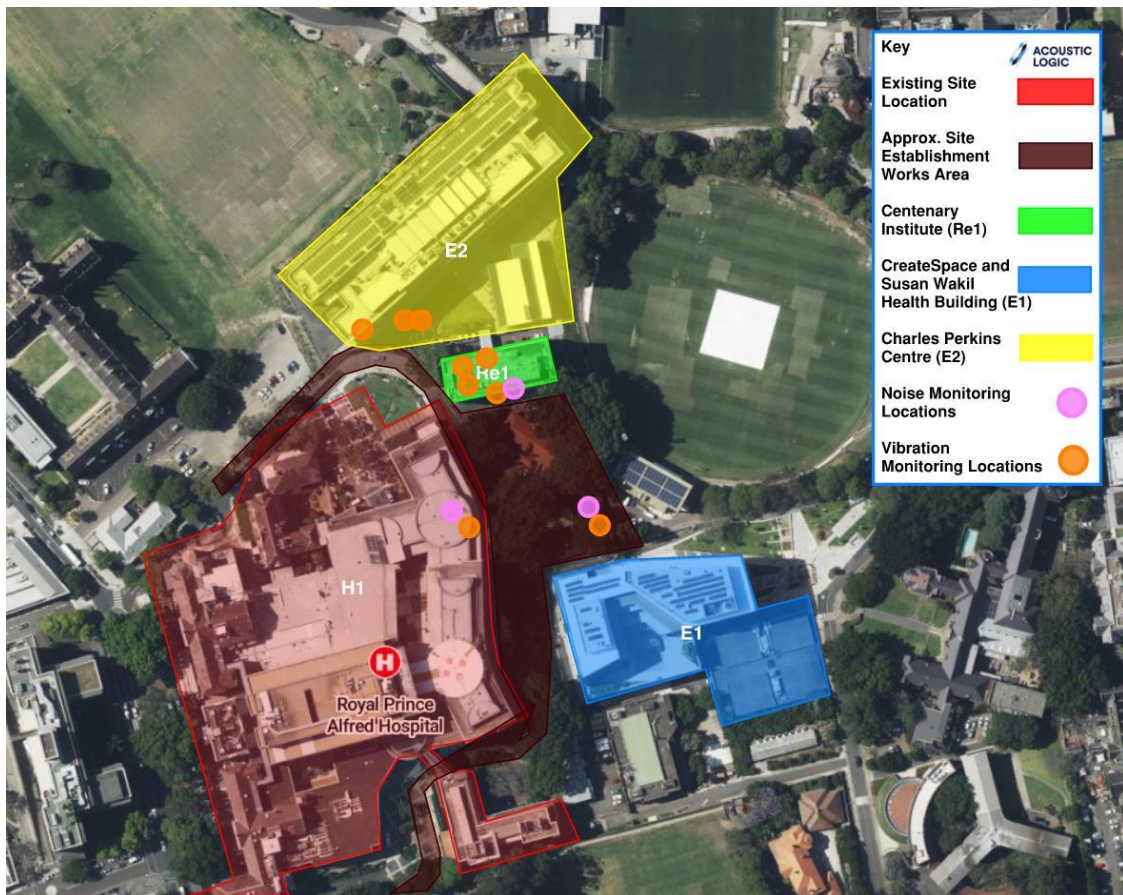 Key
ACOUSTIC
LOGIC
Existing Site
Location
Approx. Site
Establishment
Works Area
Centenary
Institute (Re1)
CreateSpace and
Susan Wakil
Health Building (E1)
Charles Perkins
Centre (E2)
Noise Monitoring
Locations
Vibration
Monitoring Locations
E2
Re1
H1
E1
H
Royal Prince
Alfred Hospital